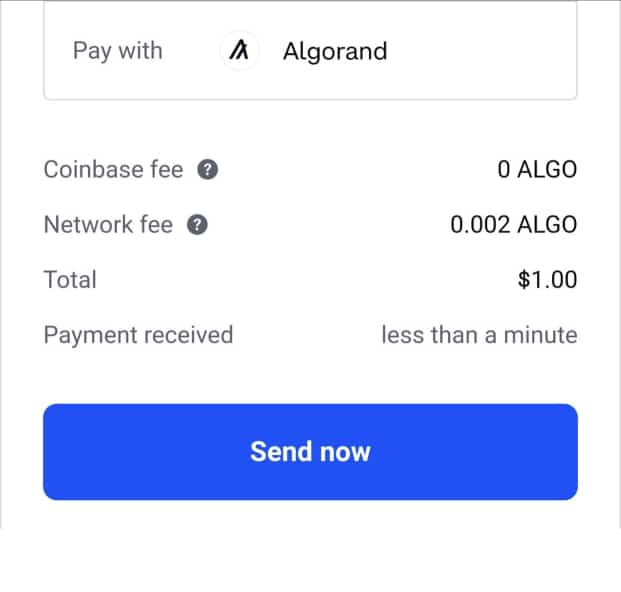 Pay with Algorand
Coinbase fee ? 0 ALGO
Network fee ? 0.002 ALGO
Total $1.00
Payment received less than a minute
Send now